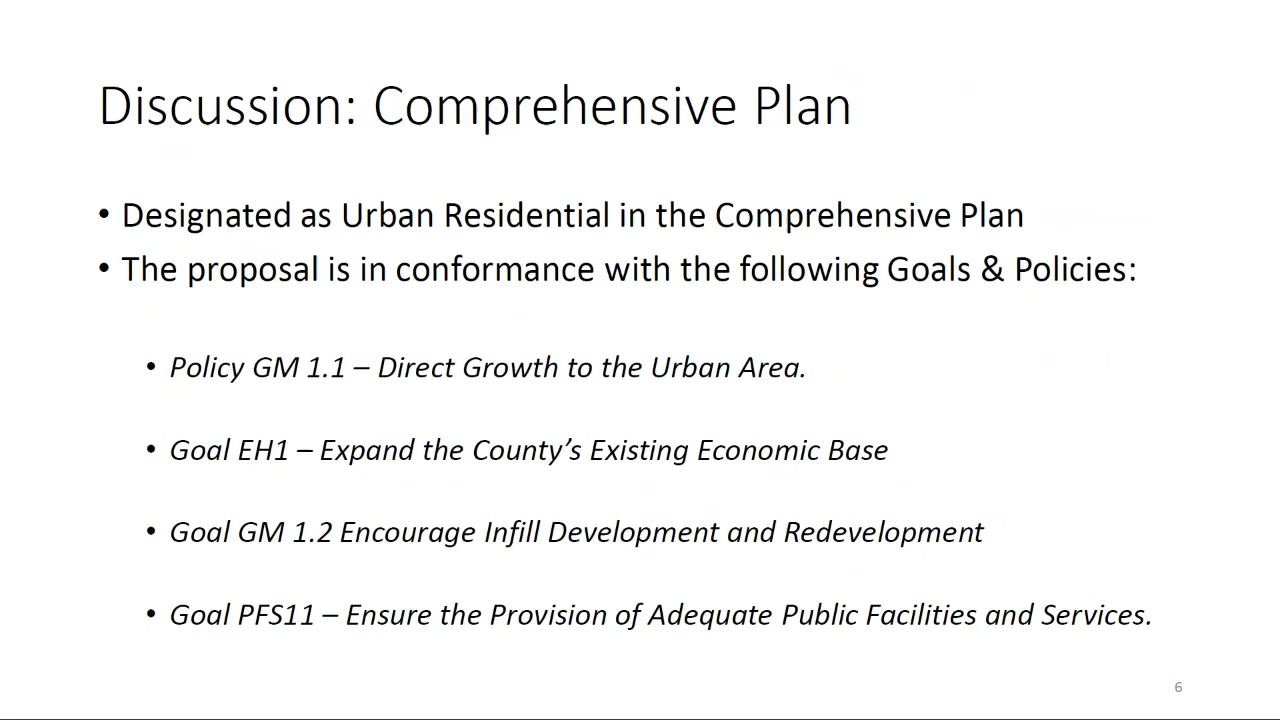 Discussion: Comprehensive Plan
• Designated as Urban Residential in the Comprehensive Plan
• The proposal is in conformance with the following Goals & Policies:
• Policy GM 1.1 – Direct Growth to the Urban Area.
• Goal EH1 – Expand the County’s Existing Economic Base
• Goal GM 1.2 Encourage Infill Development and Redevelopment
• Goal PFS11 – Ensure the Provision of Adequate Public Facilities and Services.
6